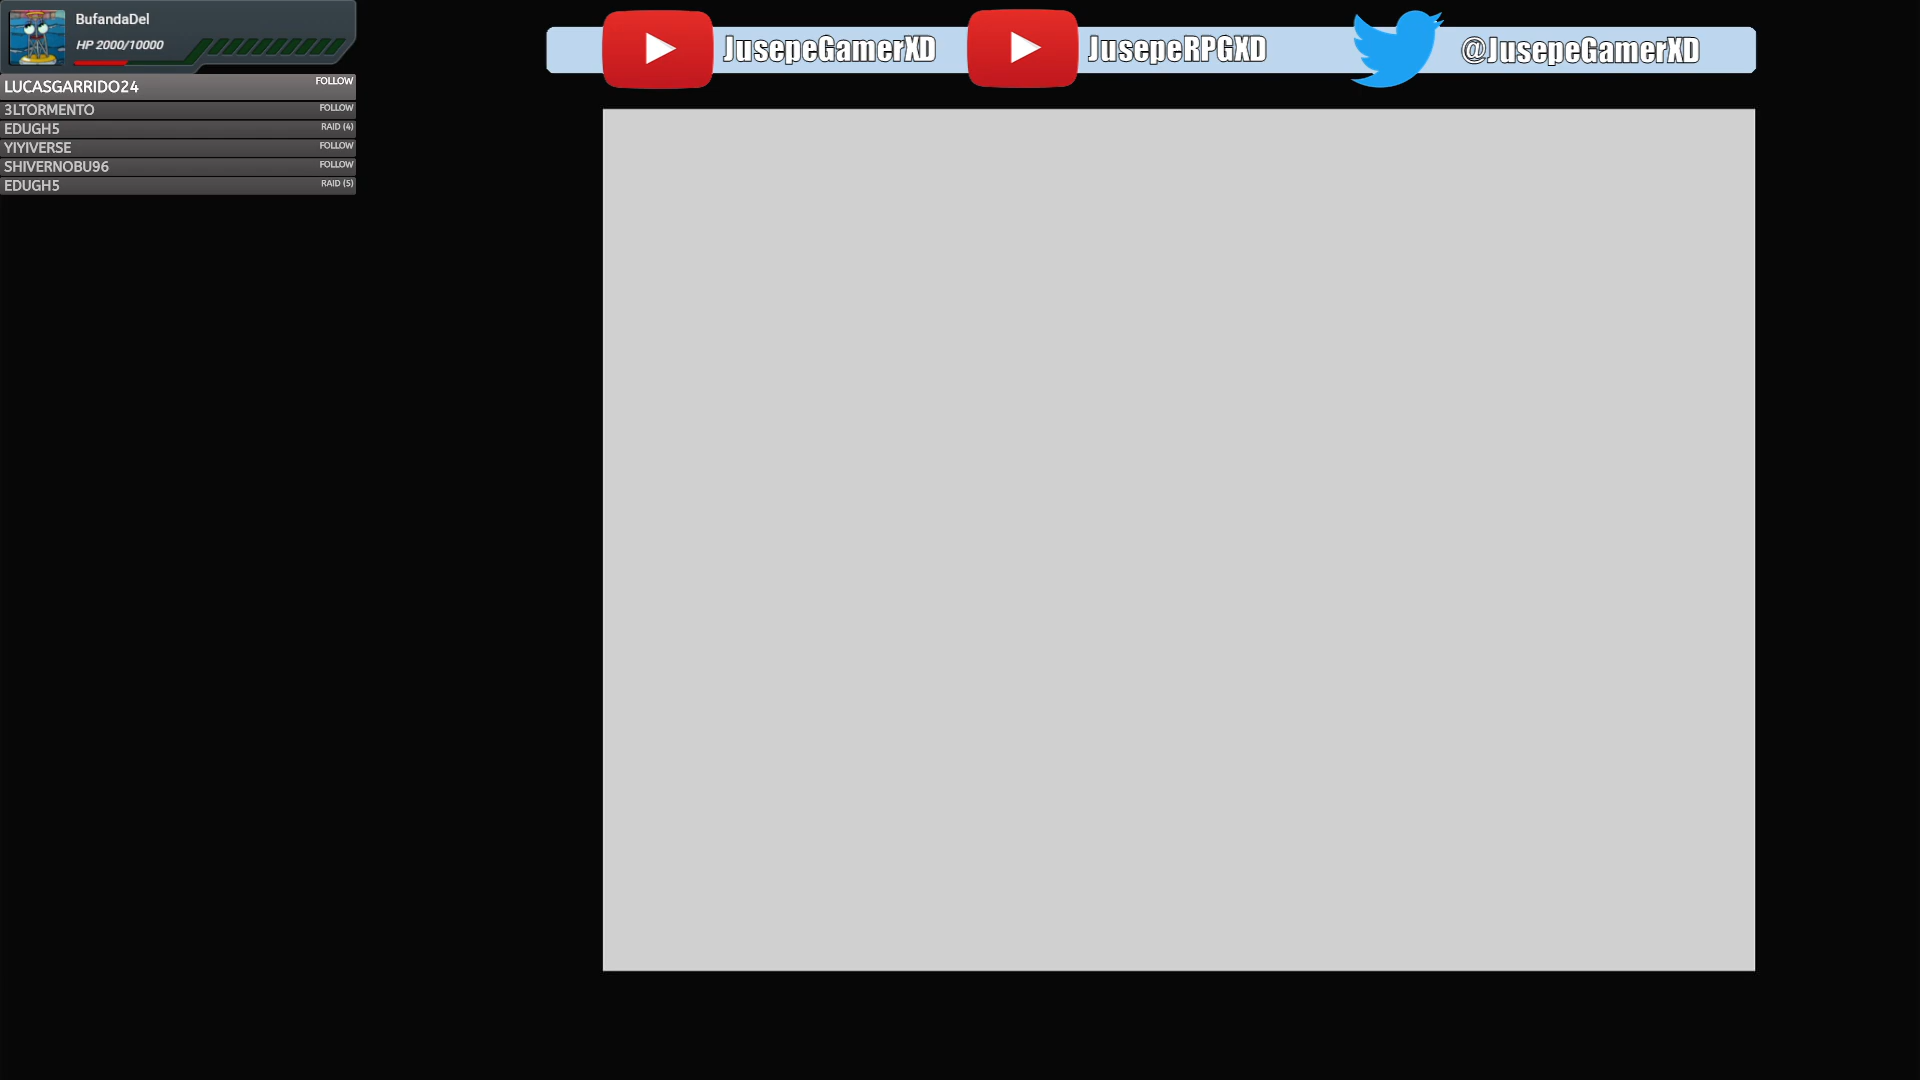 BufandaDel
HP 2000/10000
LUCASGARRIDO24 FOLLOW
3LTORMENTO FOLLOW
EDUGH5 RAID (4)
YIYIVERSE FOLLOW
SHIVERNOBU96 FOLLOW
EDUGH5 RAID (5)
JusepeGamerXD JusepeRPGXD @JusepeGamerXD